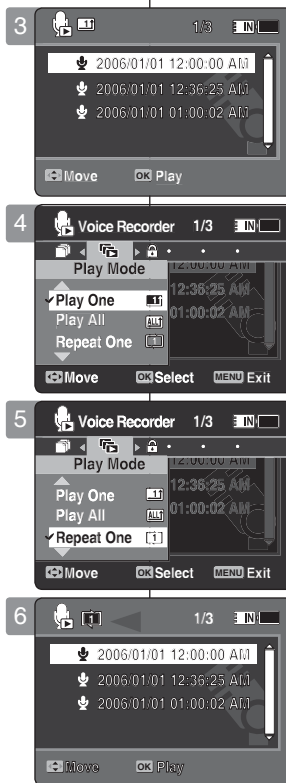 3
1/3 IN
2006/01/01 12:00:00 AM
2006/01/01 12:36:25 AM
2006/01/01 01:00:02 AM
Move OK Play
4
Voice Recorder 1/3 IN
Play Mode 12:00:00 AM
Play One 12:36:25 AM
Play All ALL 01:00:02 AM
Repeat One
Move OK Select MENU Exit
5
Voice Recorder 1/3 IN
Play Mode 12:00:00 AM
Play One 12:36:25 AM
Play All ALL 01:00:02 AM
Repeat One
Move OK Select MENU Exit
6
1/3 IN
2006/01/01 12:00:00 AM
2006/01/01 12:36:25 AM
2006/01/01 01:00:02 AM
Move OK Play